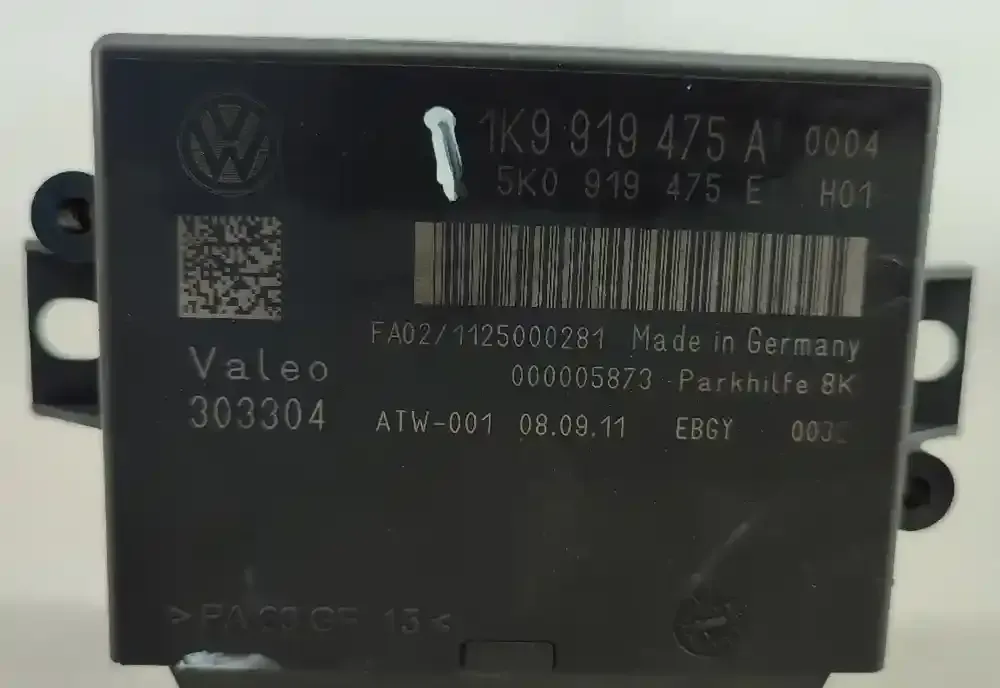 1K9 919 475 A 0004
5K0 919 475 E H01
FA02/1125000281 Made in Germany
Valeo 000005873 Parkhilfe 8K
303304 ATW-001 08.09.11 EBGY